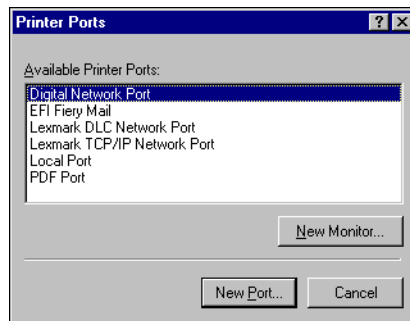 Printer Ports
Available Printer Ports:
Digital Network Port
EFI Fiery Mail
Lexmark DLC Network Port
Lexmark TCP/IP Network Port
Local Port
PDF Port
New Monitor...
New Port... Cancel